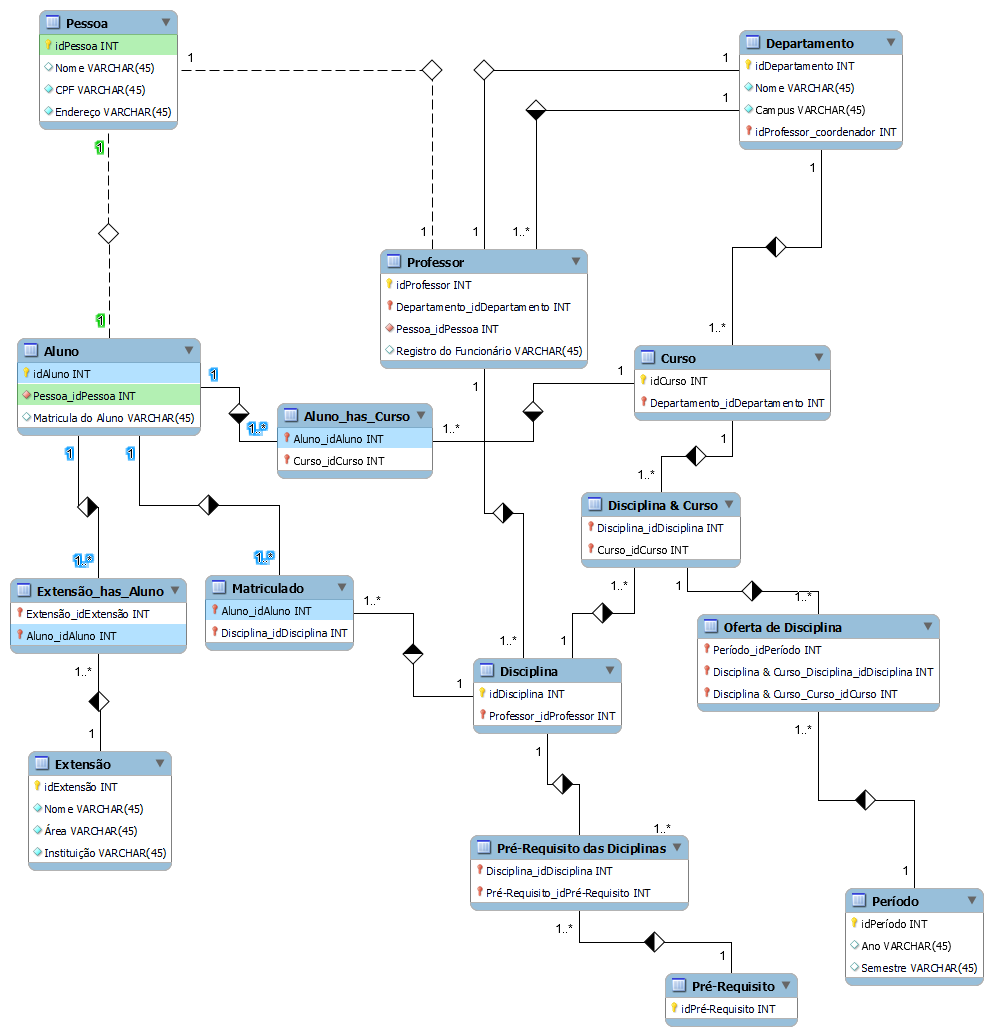 Pessoa
idPessoa INT
Nome VARCHAR(45)
CPF VARCHAR(45)
Endereço VARCHAR(45)
1
1
1
1
1
1
1
1..*
Departamento
idDepartamento INT
Nome VARCHAR(45)
Campus VARCHAR(45)
idProfessor_coordenador INT
1
1..*
Professor
idProfessor INT
Departamento_idDepartamento INT
Pessoa_idPessoa INT
Registro do Funcionário VARCHAR(45)
Aluno
idAluno INT
Pessoa_idPessoa INT
Matricula do Aluno VARCHAR(45)
Curso
idCurso INT
Departamento_idDepartamento INT
1
1..*
1..*
1
Aluno_has_Curso
Aluno_idAluno INT
Curso_idCurso INT
1
1
1
1
1..*
Disciplina & Curso
Disciplina_idDisciplina INT
Curso_idCurso INT
1..*
1..*
Extensão_has_Aluno
Extensão_idExtensão INT
Aluno_idAluno INT
Matriculado
Aluno_idAluno INT
Disciplina_idDisciplina INT
1..*
1
1..*
1..*
1
1
1..*
Oferta de Disciplina
Período_idPeríodo INT
Disciplina & Curso_Disciplina_idDisciplina INT
Disciplina & Curso_Curso_idCurso INT
Disciplina
idDisciplina INT
Professor_idProfessor INT
1..*
1
Extensão
idExtensão INT
Nome VARCHAR(45)
Área VARCHAR(45)
Instituição VARCHAR(45)
1
1..*
Pré-Requisito das Diciplinas
Disciplina_idDisciplina INT
Pré-Requisito_idPré-Requisito INT
1..*
1
Período
idPeríodo INT
Ano VARCHAR(45)
Semestre VARCHAR(45)
1..*
1
Pré-Requisito
idPré-Requisito INT